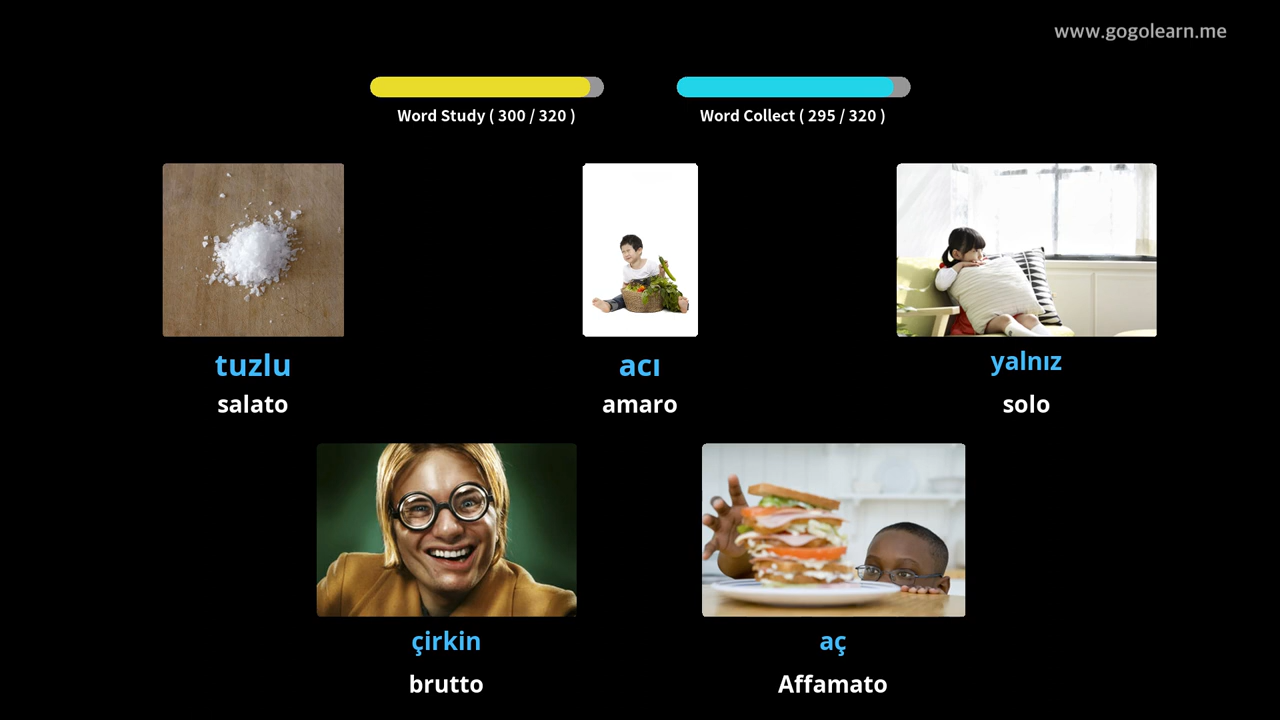 www.gogolearn.me
Word Study ( 300 / 320 )
Word Collect ( 295 / 320 )
tuzlu
salato
acı
amaro
yalnız
solo
çirkin
brutto
aç
Affamato